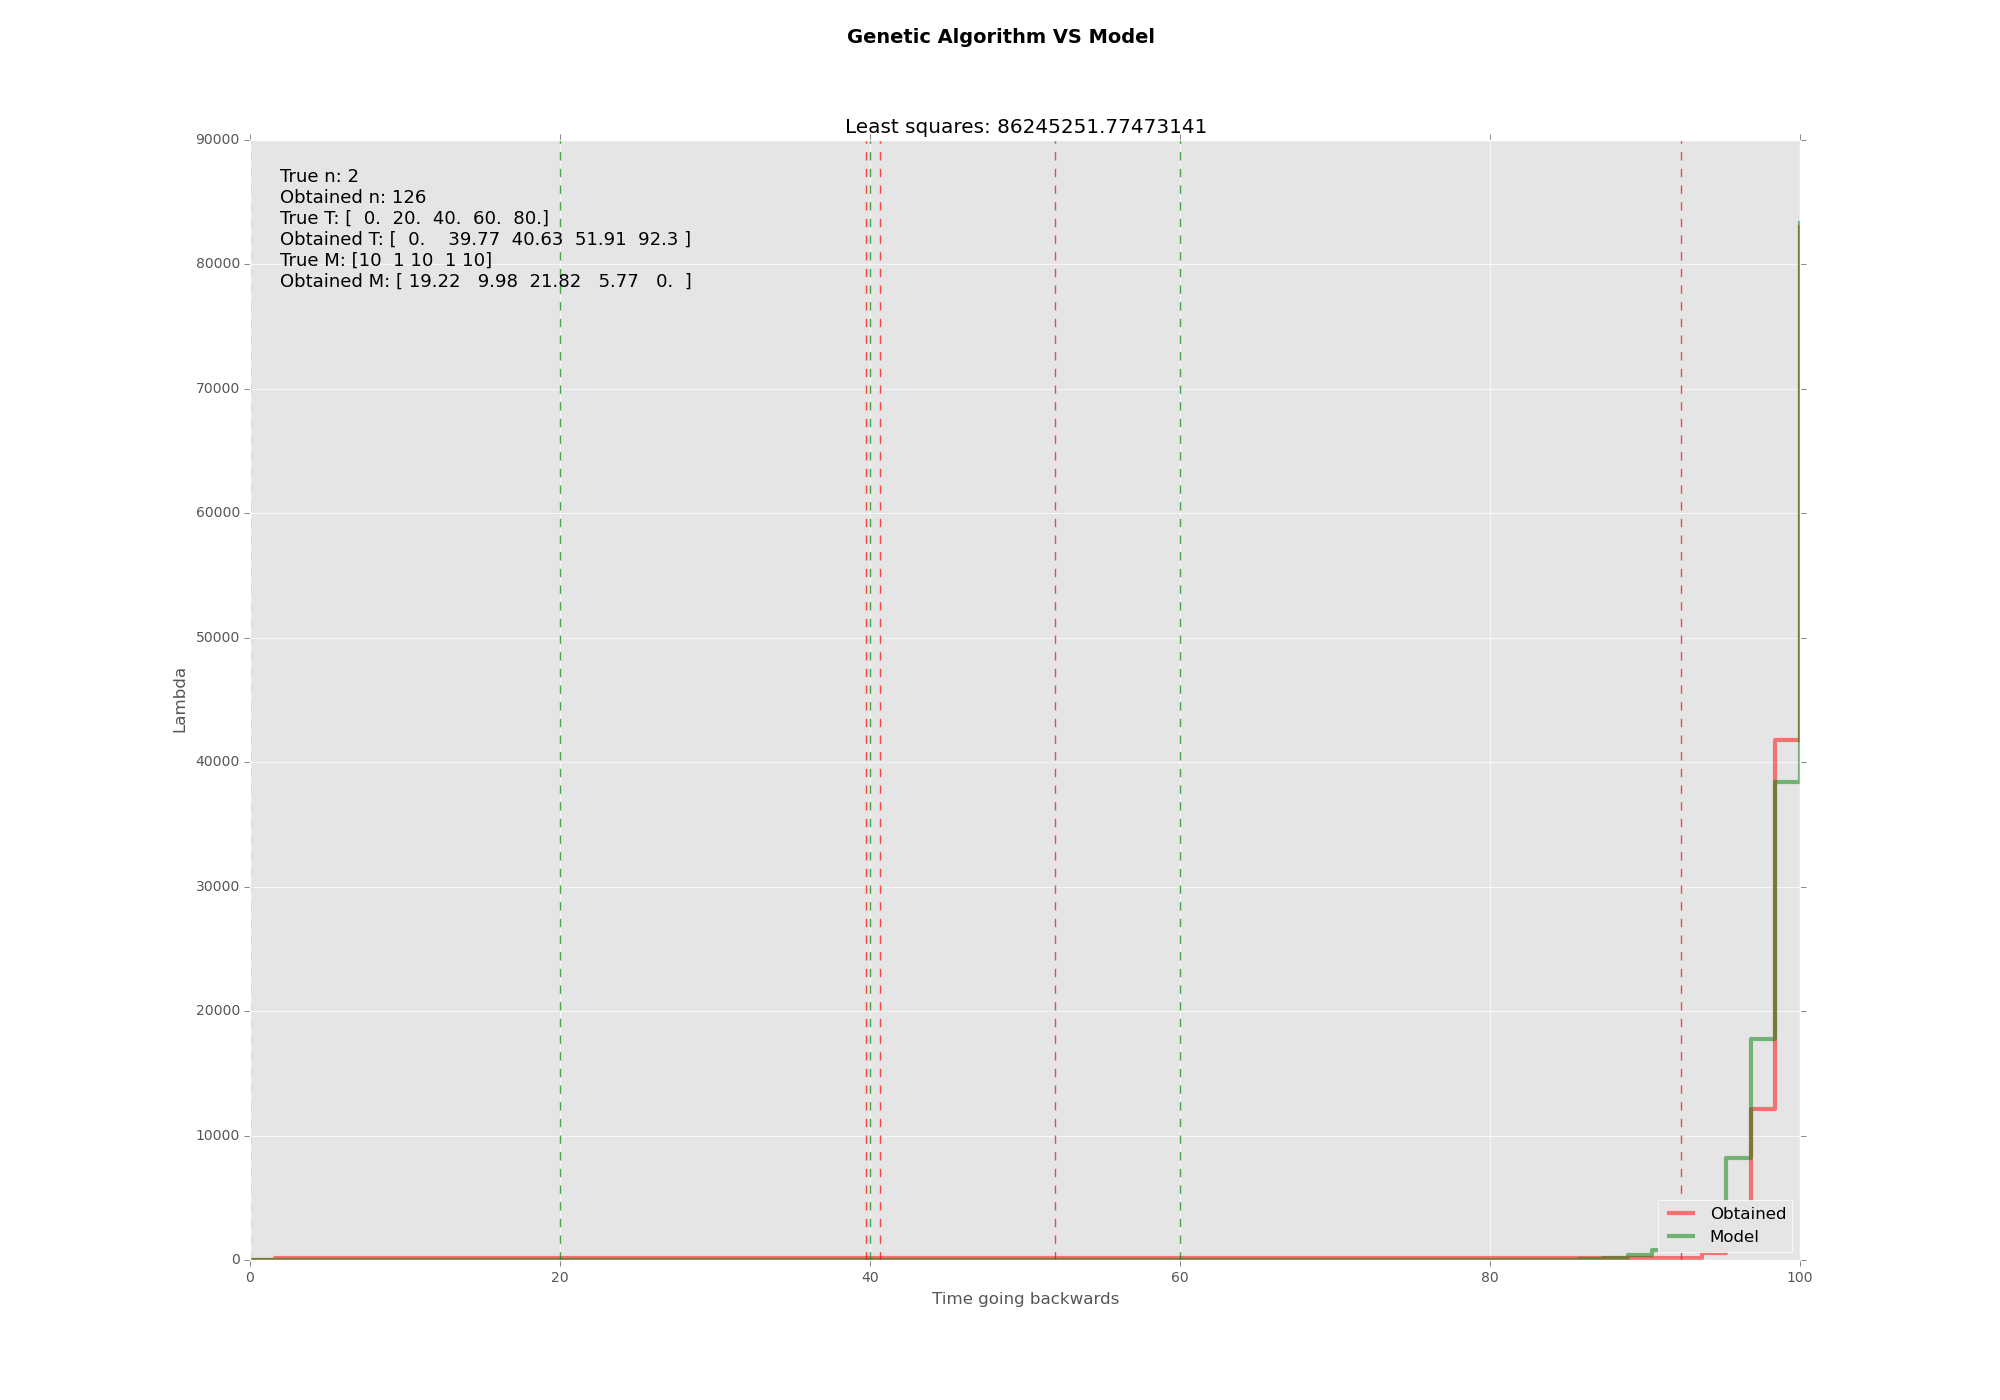 Genetic Algorithm VS Model
Least squares: 86245251.77473141
90000
80000
70000
60000
50000
40000
30000
20000
10000
0
Lambda
True n: 2
Obtained n: 126
True T: [  0.  20.  40.  60.  80.]
Obtained T: [  0.    39.77  40.63  51.91  92.3 ]
True M: [10  1 10  1 10]
Obtained M: [ 19.22   9.98  21.82   5.77   0.  ]
Obtained
Model
0 20 40 60 80 100
Time going backwards